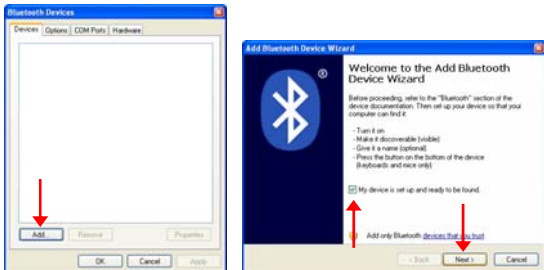 Bluetooth Devices
Devices Options COM Ports Hardware
Add... Remove Properties
OK Cancel Apply
Add Bluetooth Device Wizard
Welcome to the Add Bluetooth
Device Wizard
Before proceeding, refer to the "Bluetooth" section of the
device documentation. Then set up your device so that your
computer can find it:
- Turn it on
- Make it discoverable (visible)
- Give it a name (optional)
- Press the button on the bottom of the device
(keyboards and mice only)
My device is set up and ready to be found.
Add only Bluetooth devices that you trust
< Back Next > Cancel